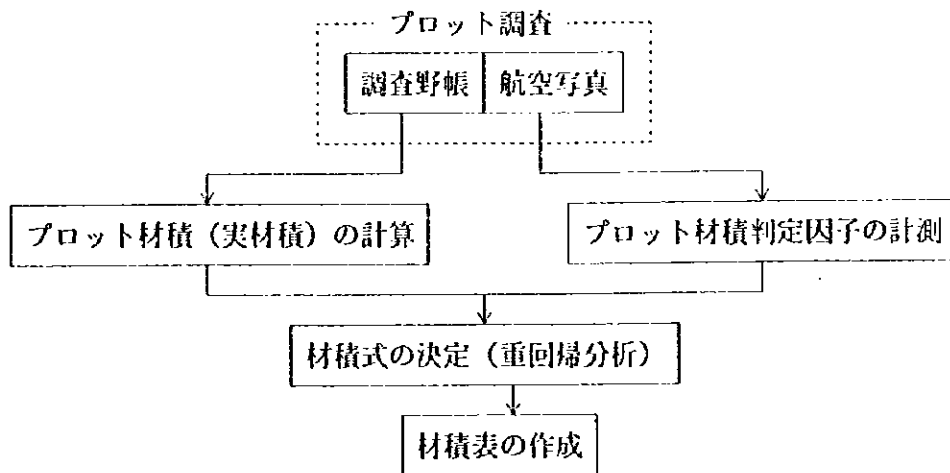 プロット調査
調査野帳 航空写真
プロット材積（実材積）の計算 プロット材積判定因子の計測
材積式の決定（重回帰分析）
材積表の作成